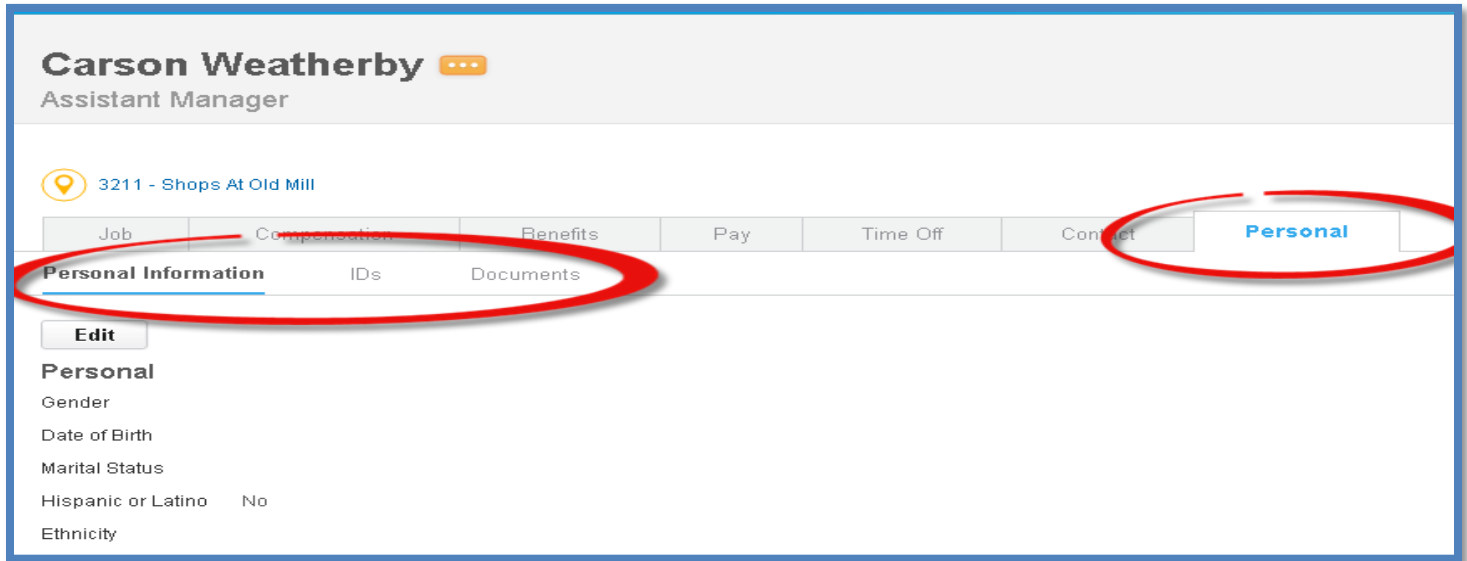 Carson Weatherby
Assistant Manager
3211 - Shops At Old Mill
Job Compensation Benefits Pay Time Off Contact Personal
Personal Information IDs Documents
Edit
Personal
Gender
Date of Birth
Marital Status
Hispanic or Latino No
Ethnicity